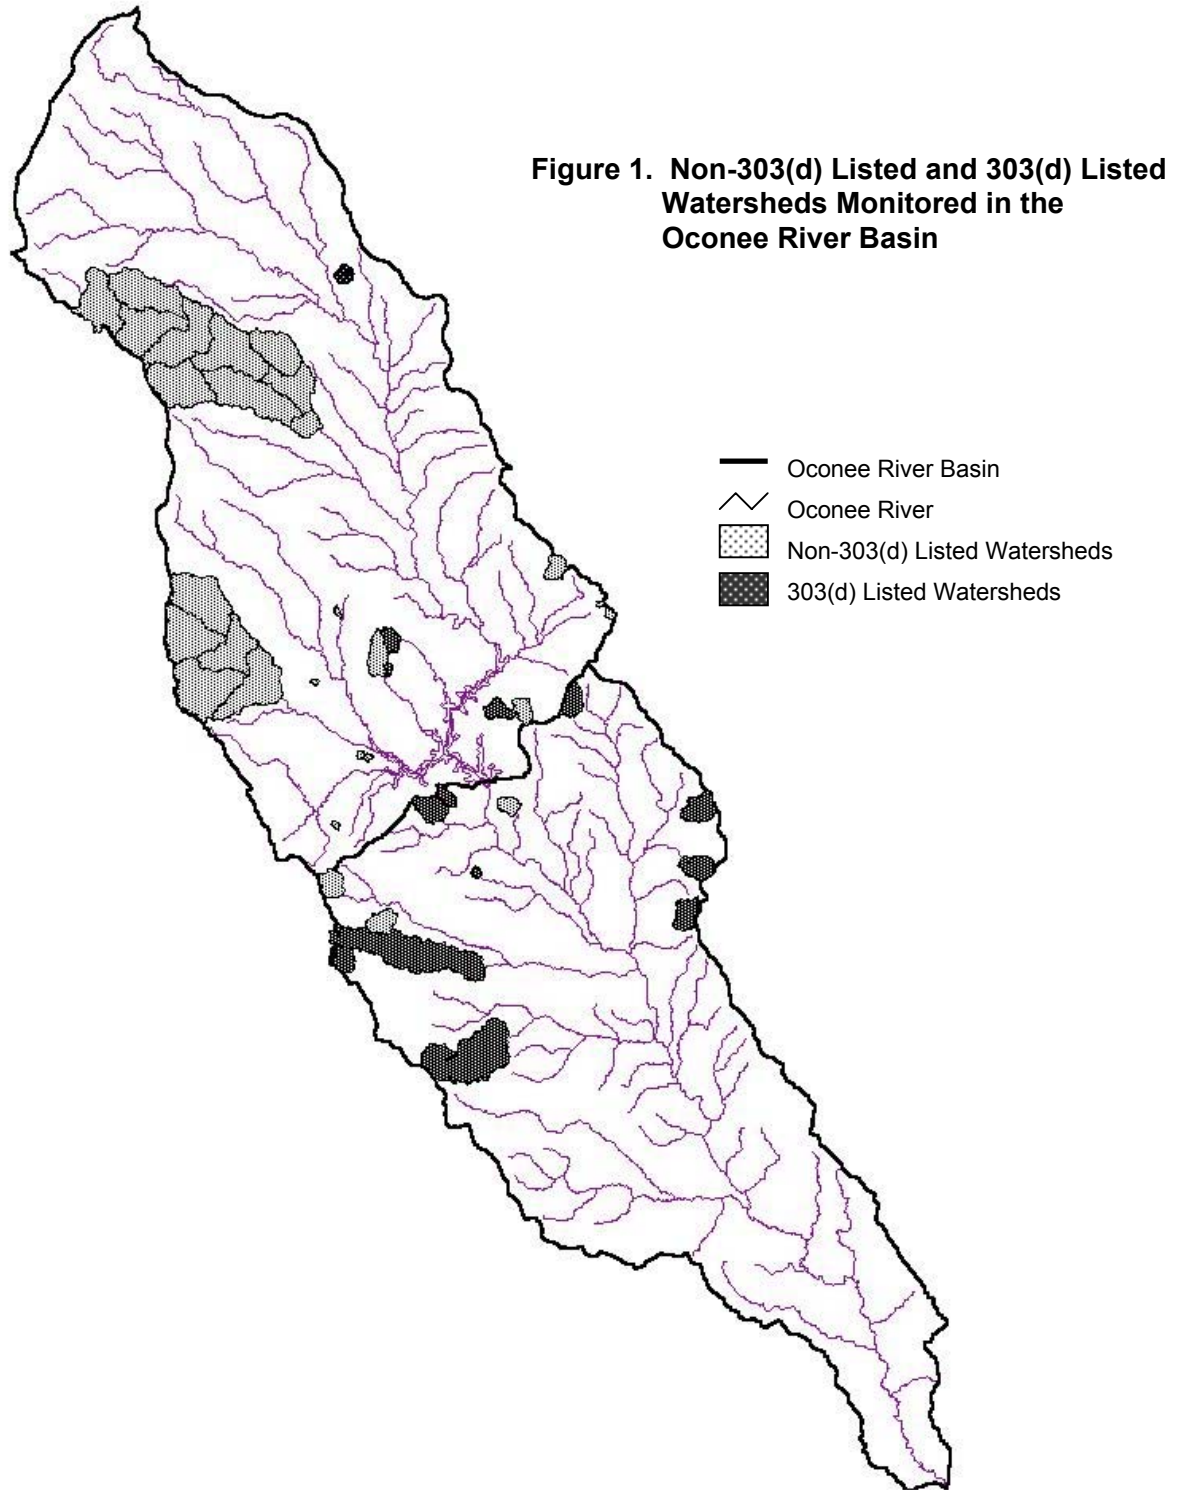 Figure 1. Non-303(d) Listed and 303(d) Listed
Watersheds Monitored in the
Oconee River Basin
Oconee River Basin
Oconee River
Non-303(d) Listed Watersheds
303(d) Listed Watersheds